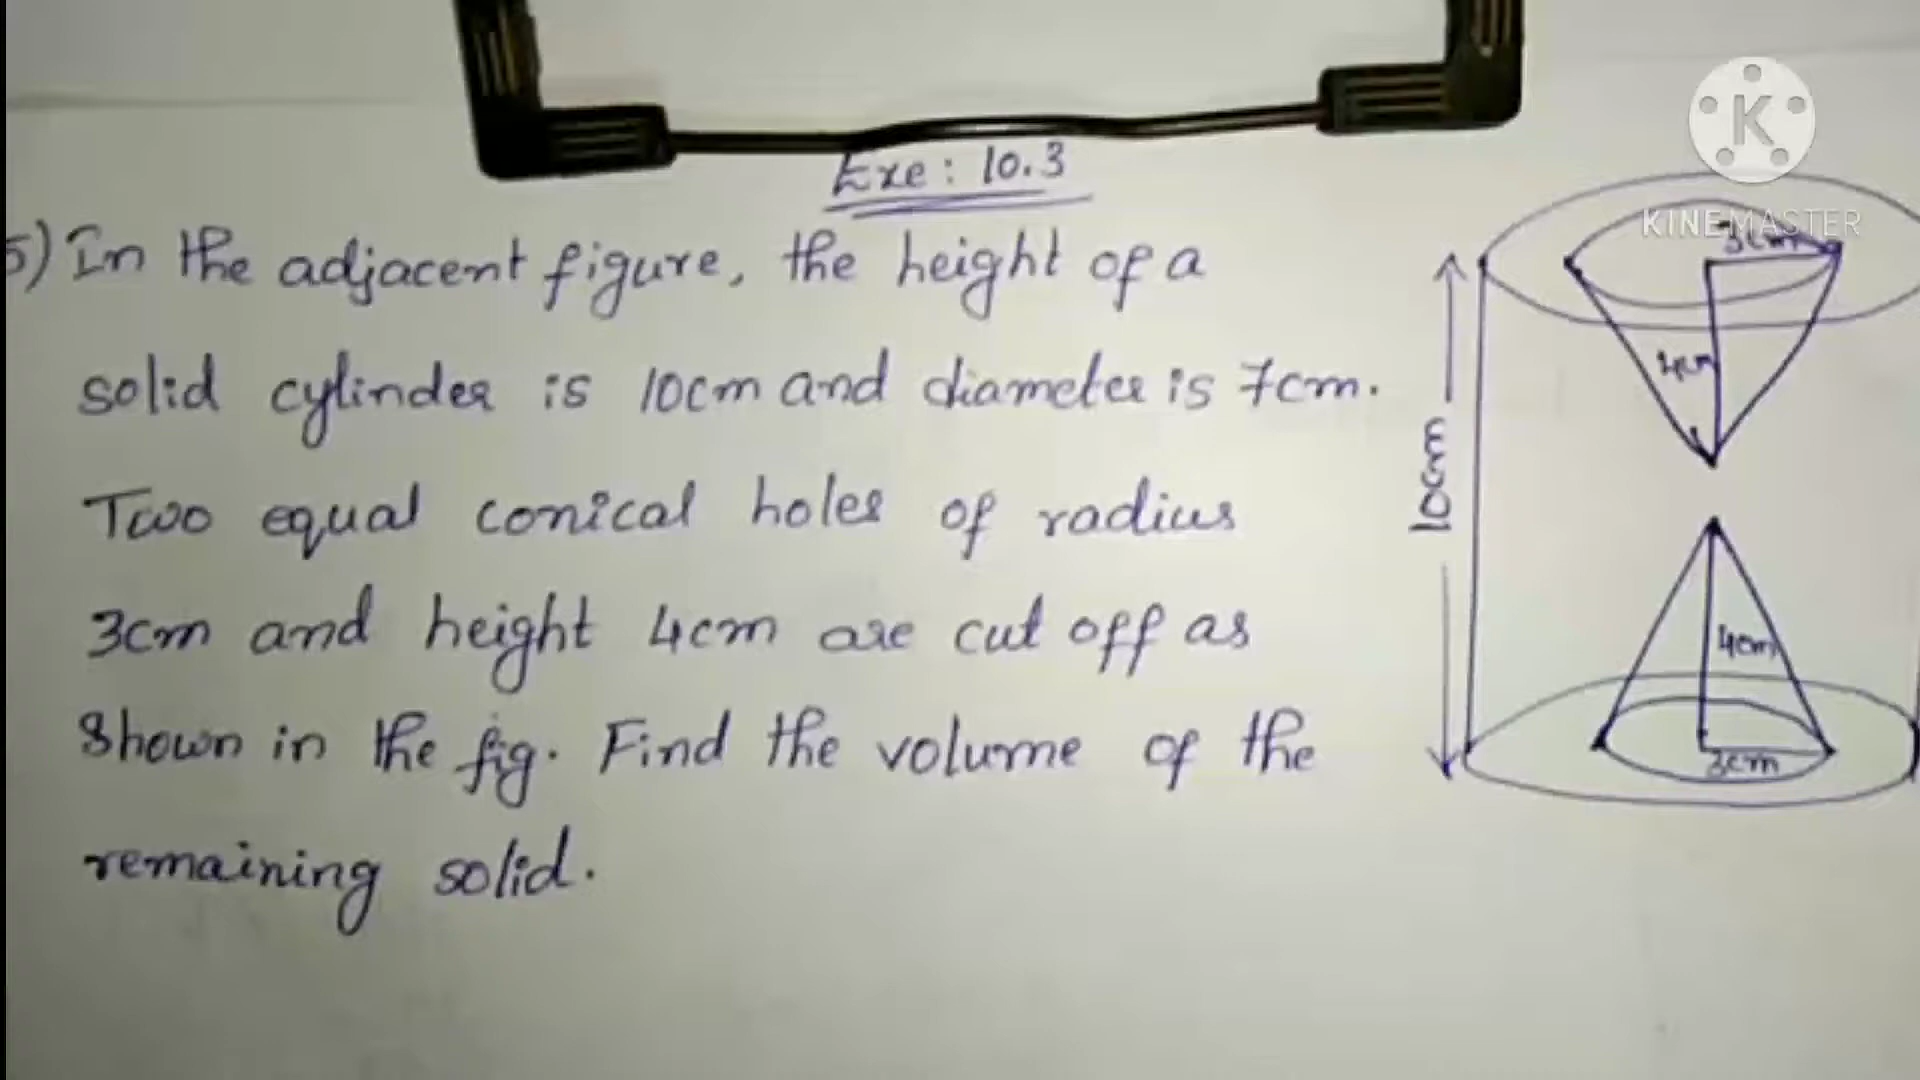 Exe: 10.3
5) In the adjacent figure, the height of a
solid cylinder is 10cm and diameter is 7cm.
Two equal conical holes of radius
3cm and height 4cm are cut off as
shown in the fig. Find the volume of the
remaining solid.
K
KINEMASTER
3cm
4cm
10cm
4cm
3cm